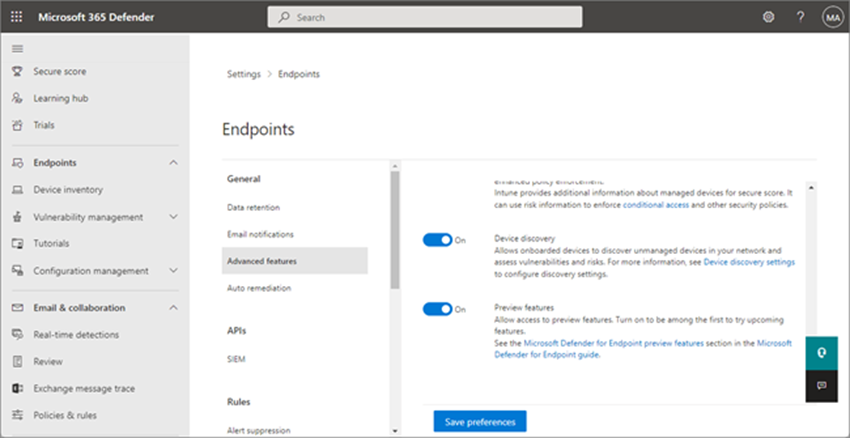 Microsoft 365 Defender
Search
?
MA
Secure score
Learning hub
Trials
Endpoints
Device inventory
Vulnerability management
Tutorials
Configuration management
Email & collaboration
Real-time detections
Review
Exchange message trace
Policies & rules
Settings > Endpoints
Endpoints
General
Data retention
Email notifications
Advanced features
Auto remediation
APIs
SIEM
Rules
Alert suppression
enhanced policy enforcement.
Intune provides additional information about managed devices for secure score. It
can use risk information to enforce conditional access and other security policies.
On
Device discovery
Allows onboarded devices to discover unmanaged devices in your network and
assess vulnerabilities and risks. For more information, see Device discovery settings
to configure discovery settings.
On
Preview features
Allow access to preview features. Turn on to be among the first to try upcoming
features.
See the Microsoft Defender for Endpoint preview features section in the Microsoft
Defender for Endpoint guide.
Save preferences